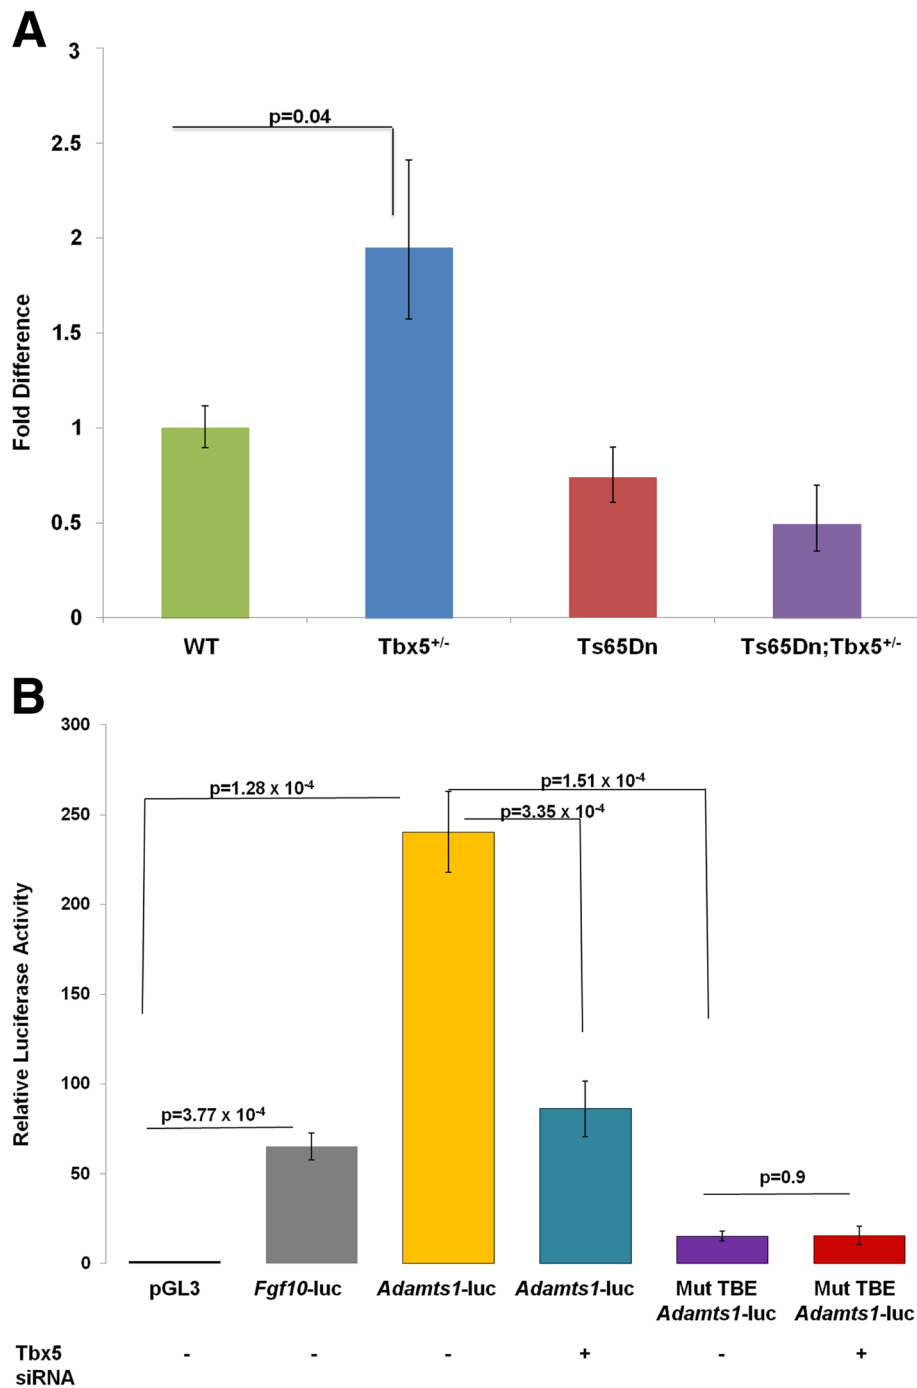 A
3
2.5
2
1.5
1
0.5
0
Fold Difference
p=0.04
WT Tbx5+/- Ts65Dn Ts65Dn;Tbx5+/-
B
300
250
200
150
100
50
0
Relative Luciferase Activity
p=1.28 x 10-4
p=1.51 x 10-4
p=3.35 x 10-4
p=3.77 x 10-4
p=0.9
pGL3 Fgf10-luc Adamts1-luc Adamts1-luc Mut TBE Mut TBE
Adamts1-luc Adamts1-luc
Tbx5 - - - + - +
siRNA